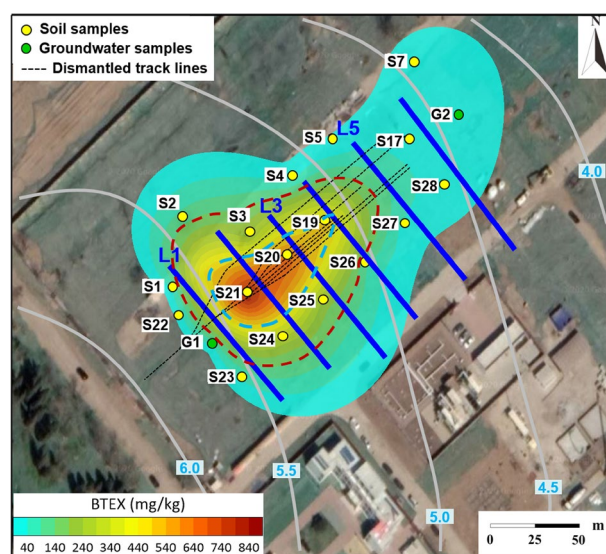 Soil samples
Groundwater samples
Dismantled track lines
N
S7
G2
L5
S5
S17
4.0
S4
S28
S2
S3
L3
S19
S27
L1
S20
S26
S1
S21
S25
S22
G1
S24
S23
6.0
5.5
5.0
4.5
BTEX (mg/kg)
40 140 240 340 440 540 640 740 840
m
0 25 50